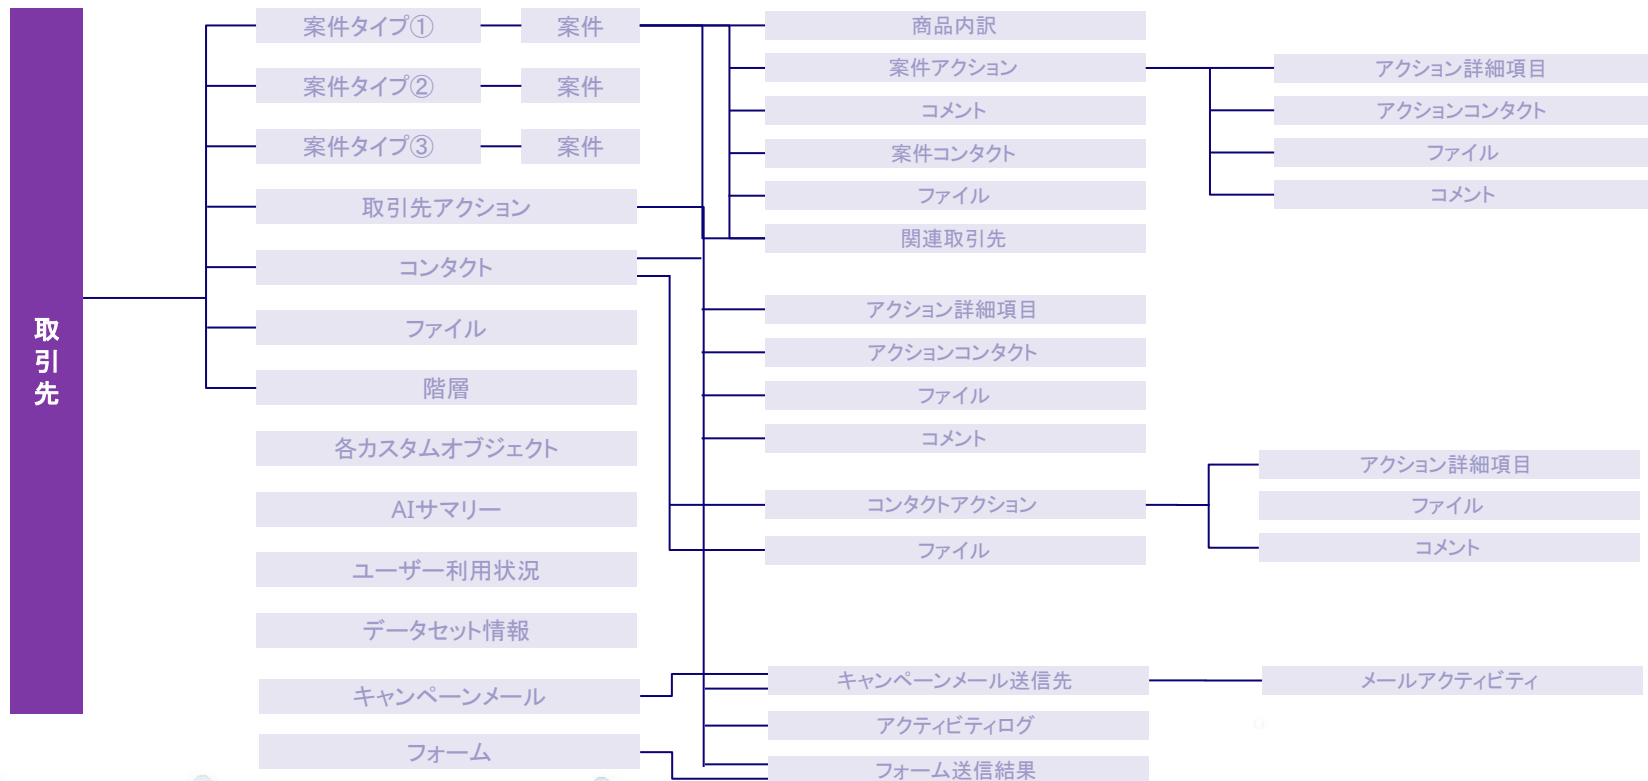 取引先
案件タイプ①
案件
案件タイプ②
案件
案件タイプ③
案件
取引先アクション
コンタクト
ファイル
階層
各カスタムオブジェクト
AIサマリー
ユーザー利用状況
データセット情報
キャンペーンメール
フォーム
商品内訳
案件アクション
コメント
案件コンタクト
ファイル
関連取引先
アクション詳細項目
アクションコンタクト
ファイル
コメント
アクション詳細項目
アクションコンタクト
ファイル
コメント
コンタクトアクション
ファイル
アクション詳細項目
ファイル
コメント
キャンペーンメール送信先
メールアクティビティ
アクティビティログ
フォーム送信結果